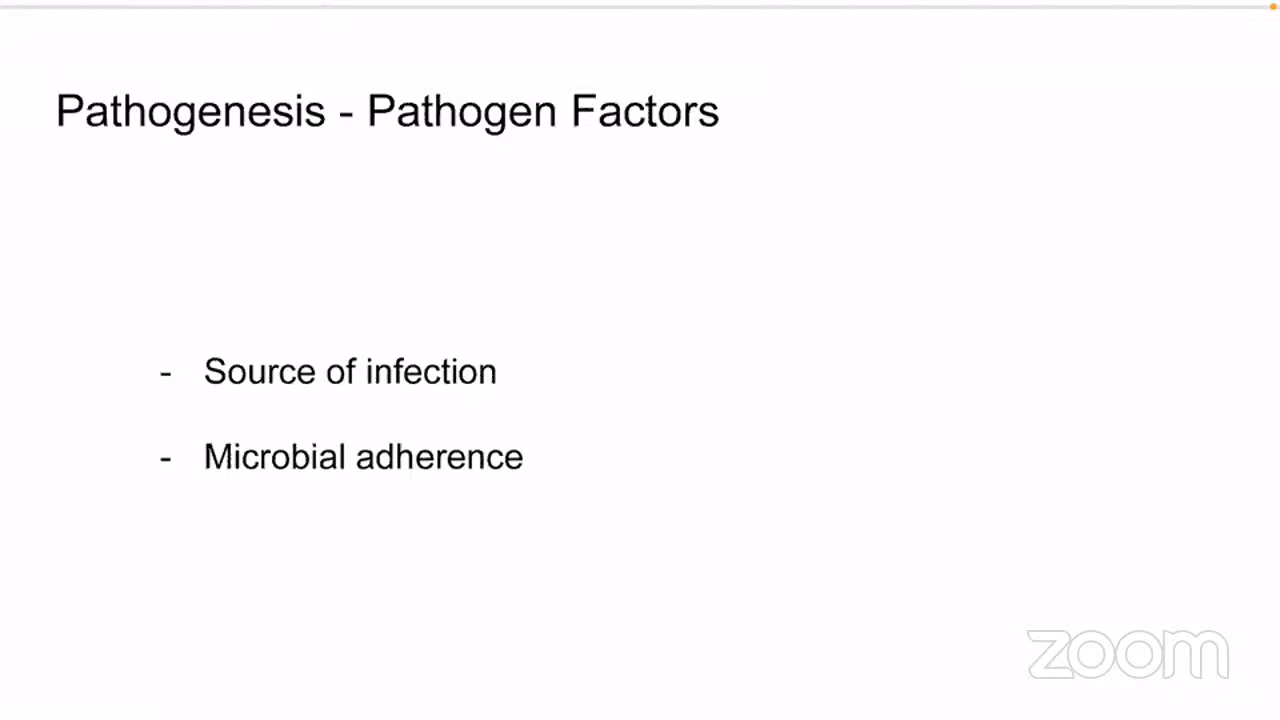 Pathogenesis - Pathogen Factors
- Source of infection
- Microbial adherence
zoom